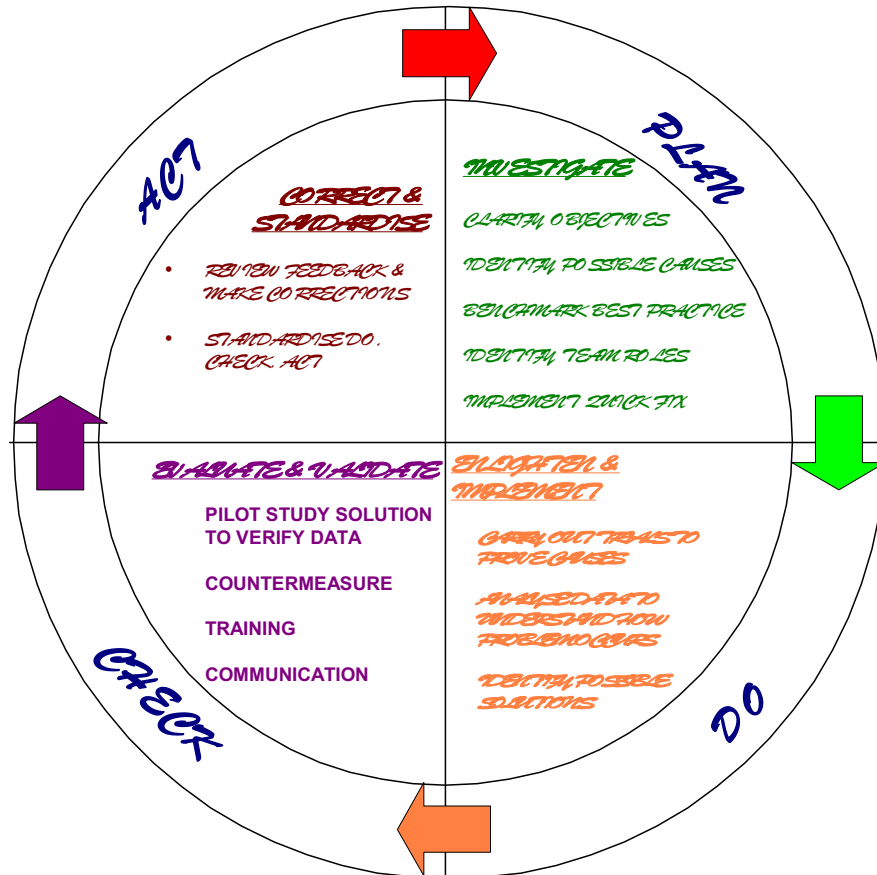 PLAN
INVESTIGATE
CLARIFY OBJECTIVES
IDENTIFY POSSIBLE CAUSES
BENCHMARK BEST PRACTICE
IDENTIFY TEAM ROLES
IMPLEMENT QUICK FIX
DO
ENLIGHTEN &
IMPLEMENT
CARRY OUT TRIALS TO
PROVE CAUSES
ANALYSE DATA TO
UNDERSTAND HOW
PROBLEM OCCURS
IDENTIFY POSSIBLE
SOLUTIONS
CHECK
EVALUATE & VALIDATE
PILOT STUDY SOLUTION
TO VERIFY DATA
COUNTERMEASURE
TRAINING
COMMUNICATION
ACT
CORRECT &
STANDARDISE
• REVIEW FEEDBACK &
MAKE CORRECTIONS
• STANDARDISE DO,
CHECK, ACT